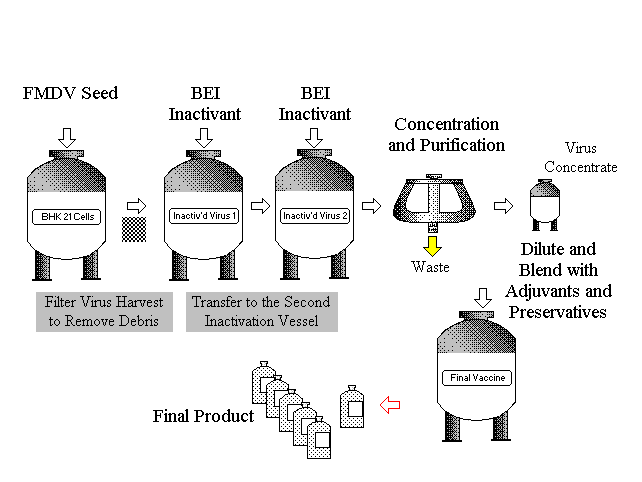 FMDV Seed
BEI
Inactivant
BEI
Inactivant
Concentration
and Purification
Virus
Concentrate
BHK 21 Cells
Inactiv'd Virus 1
Inactiv'd Virus 2
Waste
Filter Virus Harvest
to Remove Debris
Transfer to the Second
Inactivation Vessel
Dilute and
Blend with
Adjuvants and
Preservatives
Final Vaccine
Final Product